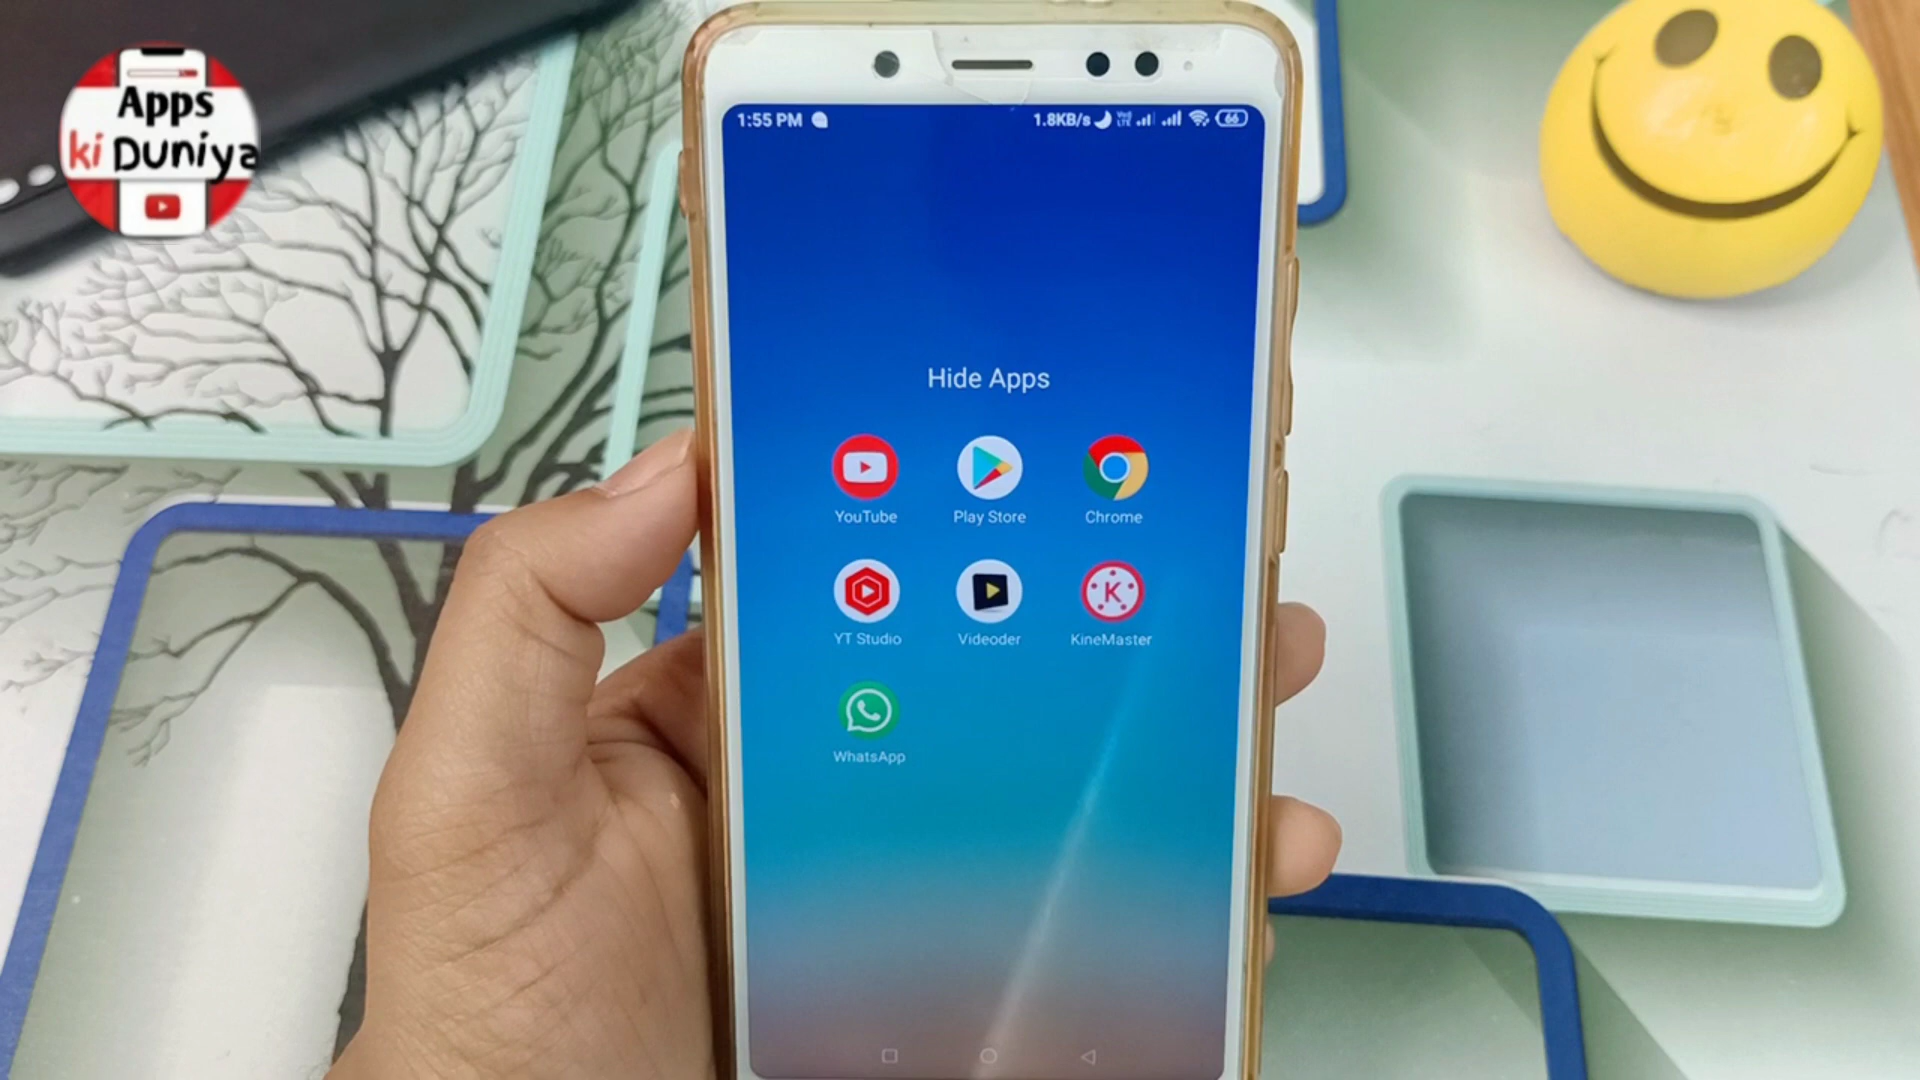 Apps
ki Duniya
1:55 PM
1.8KB/s
66
Hide Apps
YouTube
Play Store
Chrome
YT Studio
Videoder
KineMaster
WhatsApp